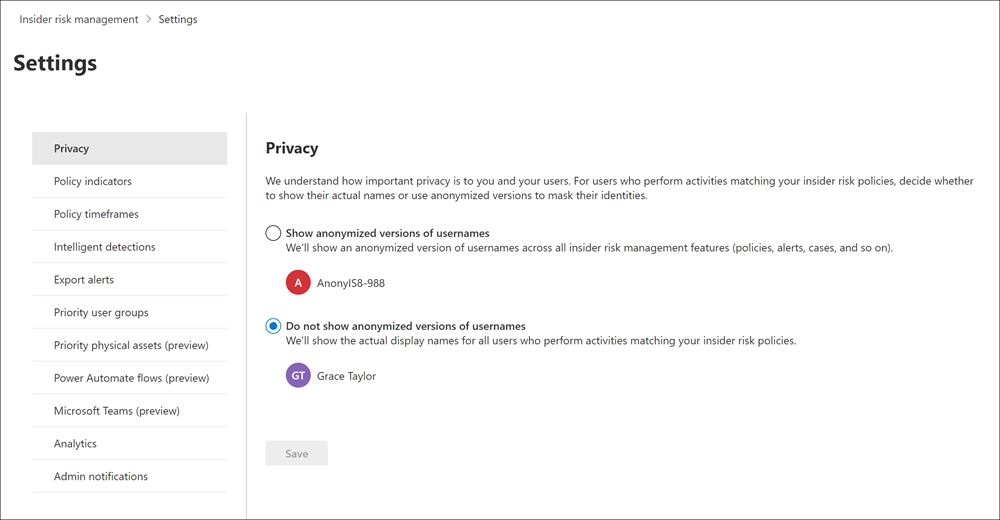 Insider risk management > Settings
Settings
Privacy
Policy indicators
Policy timeframes
Intelligent detections
Export alerts
Priority user groups
Priority physical assets (preview)
Power Automate flows (preview)
Microsoft Teams (preview)
Analytics
Admin notifications
Privacy
We understand how important privacy is to you and your users. For users who perform activities matching your insider risk policies, decide whether
to show their actual names or use anonymized versions to mask their identities.
Show anonymized versions of usernames
We'll show an anonymized version of usernames across all insider risk management features (policies, alerts, cases, and so on).
A AnonyIS8-988
Do not show anonymized versions of usernames
We'll show the actual display names for all users who perform activities matching your insider risk policies.
GT Grace Taylor
Save